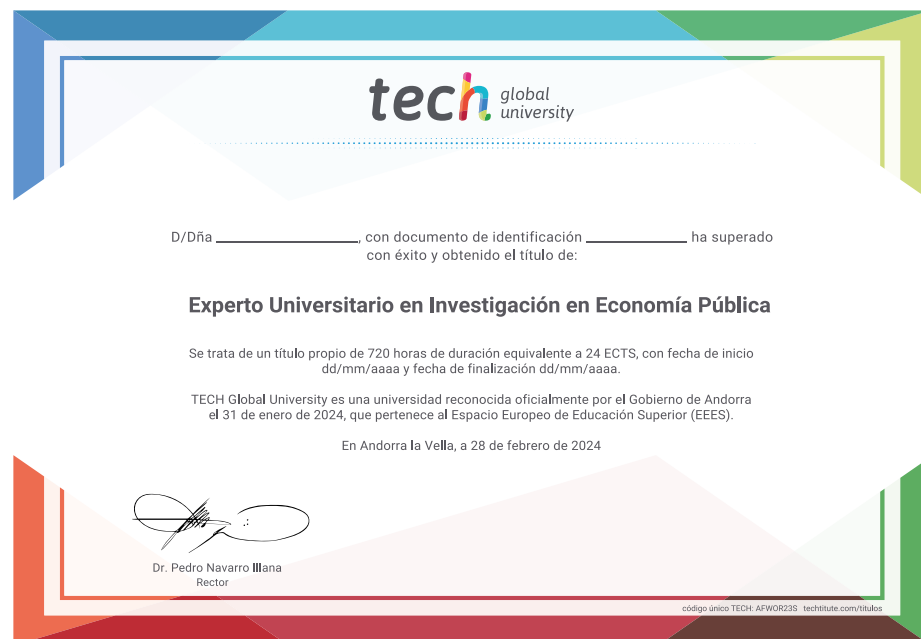 tech global university
D/Dña ____________________, con documento de identificación ______________ ha superado
con éxito y obtenido el título de:
Experto Universitario en Investigación en Economía Pública
Se trata de un título propio de 720 horas de duración equivalente a 24 ECTS, con fecha de inicio
dd/mm/aaaa y fecha de finalización dd/mm/aaaa.
TECH Global University es una universidad reconocida oficialmente por el Gobierno de Andorra
el 31 de enero de 2024, que pertenece al Espacio Europeo de Educación Superior (EEES).
En Andorra la Vella, a 28 de febrero de 2024
Dr. Pedro Navarro Illana
Rector
código único TECH: AFWOR23S techtitute.com/titulos